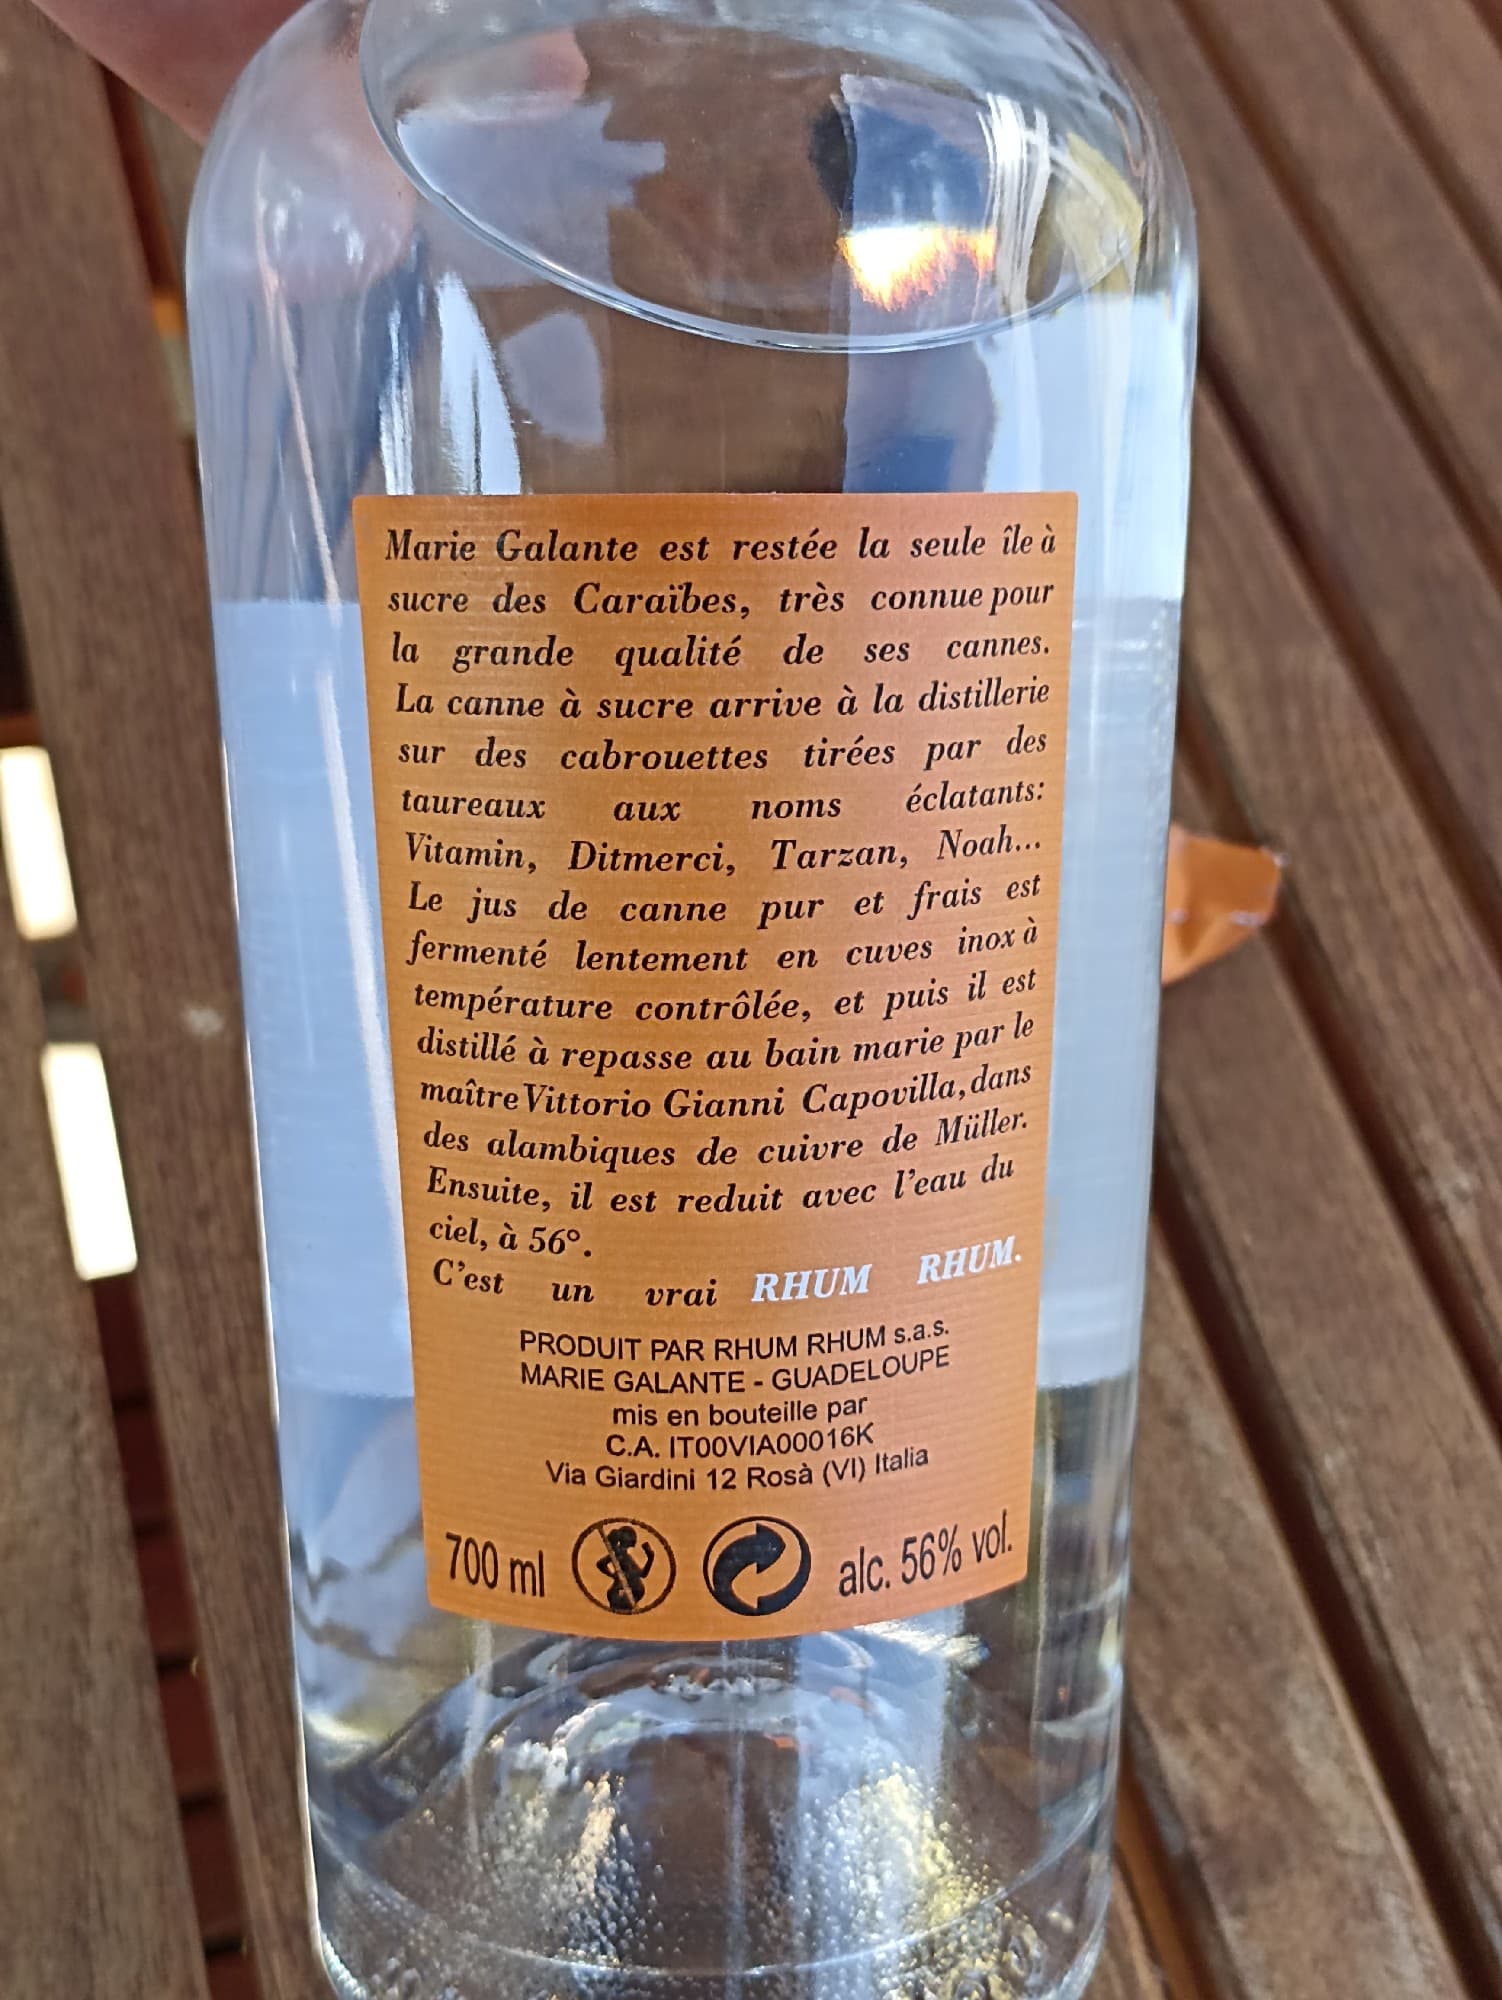 Marie Galante est restée la seule île à
sucre des Caraïbes, très connue pour
la grande qualité de ses cannes.
La canne à sucre arrive à la distillerie
sur des cabrouettes tirées par des
taureaux aux noms éclatants:
Vitamin, Ditmerci, Tarzan, Noah...
Le jus de canne pur et frais est
fermenté lentement en cuves inox à
température contrôlée, et puis il est
distillé à repasse au bain marie par le
maître Vittorio Gianni Capovilla, dans
des alambiques de cuivre de Müller.
Ensuite, il est reduit avec l'eau du
ciel, à 56°.
C'est un vrai RHUM RHUM.
PRODUIT PAR RHUM RHUM s.a.s.
MARIE GALANTE - GUADELOUPE
mis en bouteille par
C.A. IT00VIA00016K
Via Giardini 12 Rosà (VI) Italia
700 ml alc. 56% vol.